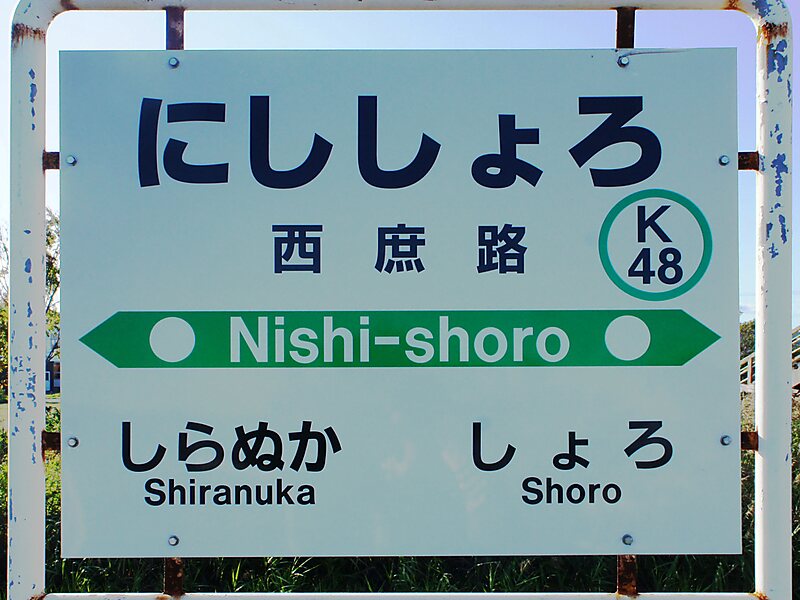 にししょろ
西庶路
K
48
Nishi-shoro
しらぬか しょろ
Shiranuka Shoro